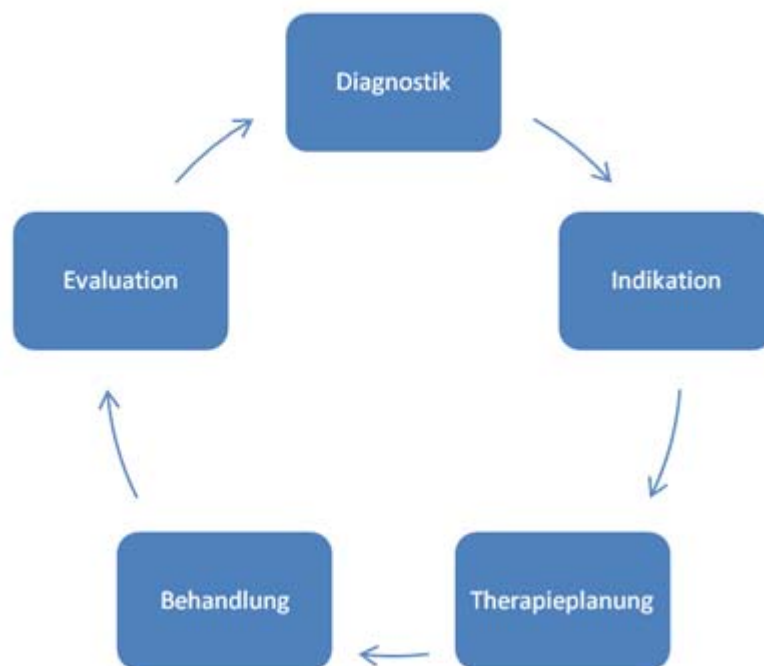 Diagnostik
Indikation
Therapieplanung
Behandlung
Evaluation